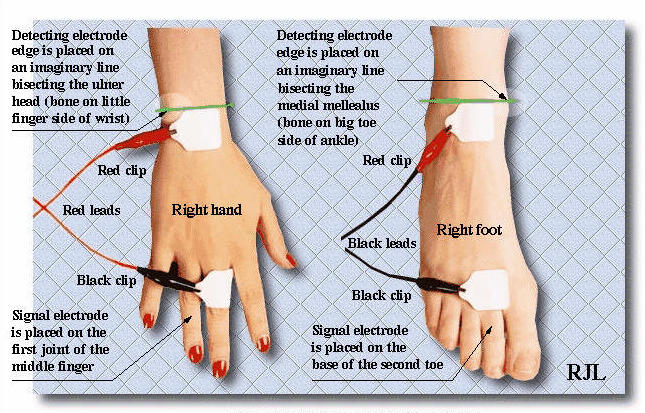 Detecting electrode
edge is placed on
an imaginary line
bisecting the ulner
head (bone on little
finger side of wrist)
Red clip
Red leads
Right hand
Black clip
Signal electrode
is placed on the
first joint of the
middle finger
Detecting electrode
edge is placed on
an imaginary line
bisecting the
medial mellealus
(bone on big toe
side of ankle)
Red clip
Black leads
Right foot
Black clip
Signal electrode
is placed on the
base of the second toe
RJL